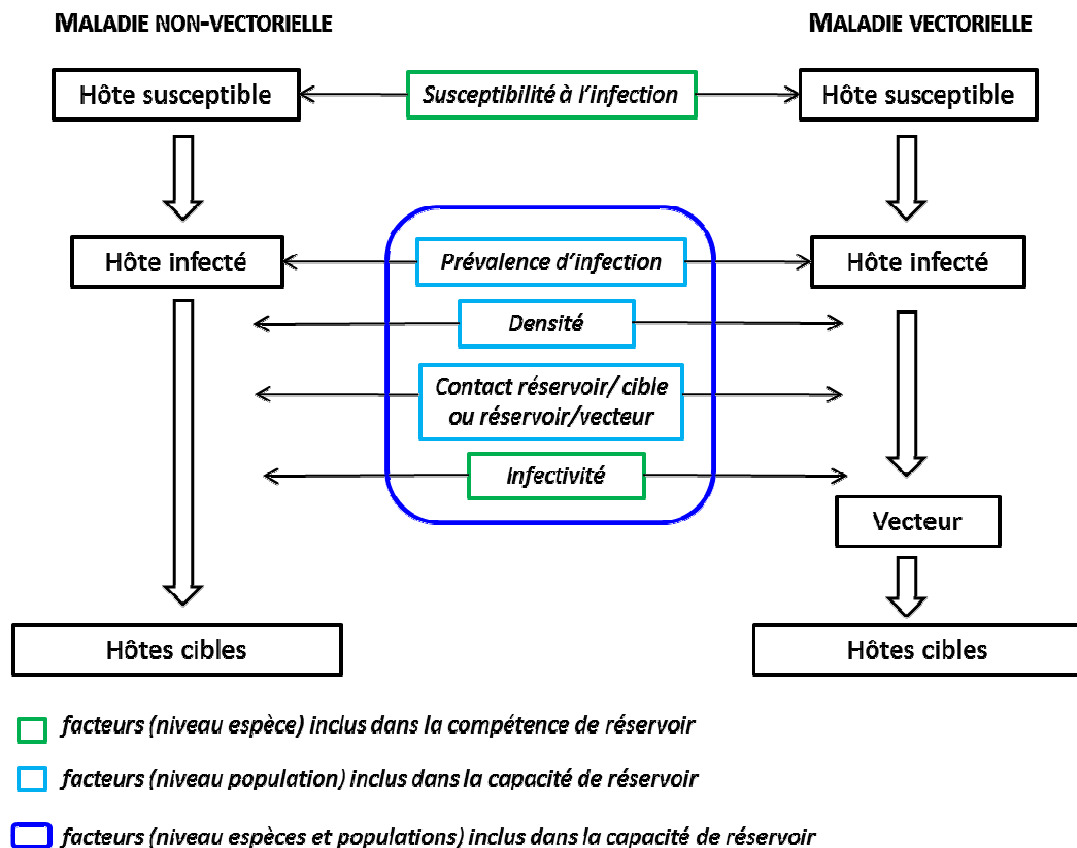 MALADIE NON-VECTORIELLE
MALADIE VECTORIELLE
Hôte susceptible
Susceptibilité à l'infection
Hôte susceptible
Hôte infecté
Prévalence d'infection
Hôte infecté
Densité
Contact réservoir/ cible
ou réservoir/vecteur
Infectivité
Vecteur
Hôtes cibles
Hôtes cibles
facteurs (niveau espèce) inclus dans la compétence de réservoir
facteurs (niveau population) inclus dans la capacité de réservoir
facteurs (niveau espèces et populations) inclus dans la capacité de réservoir